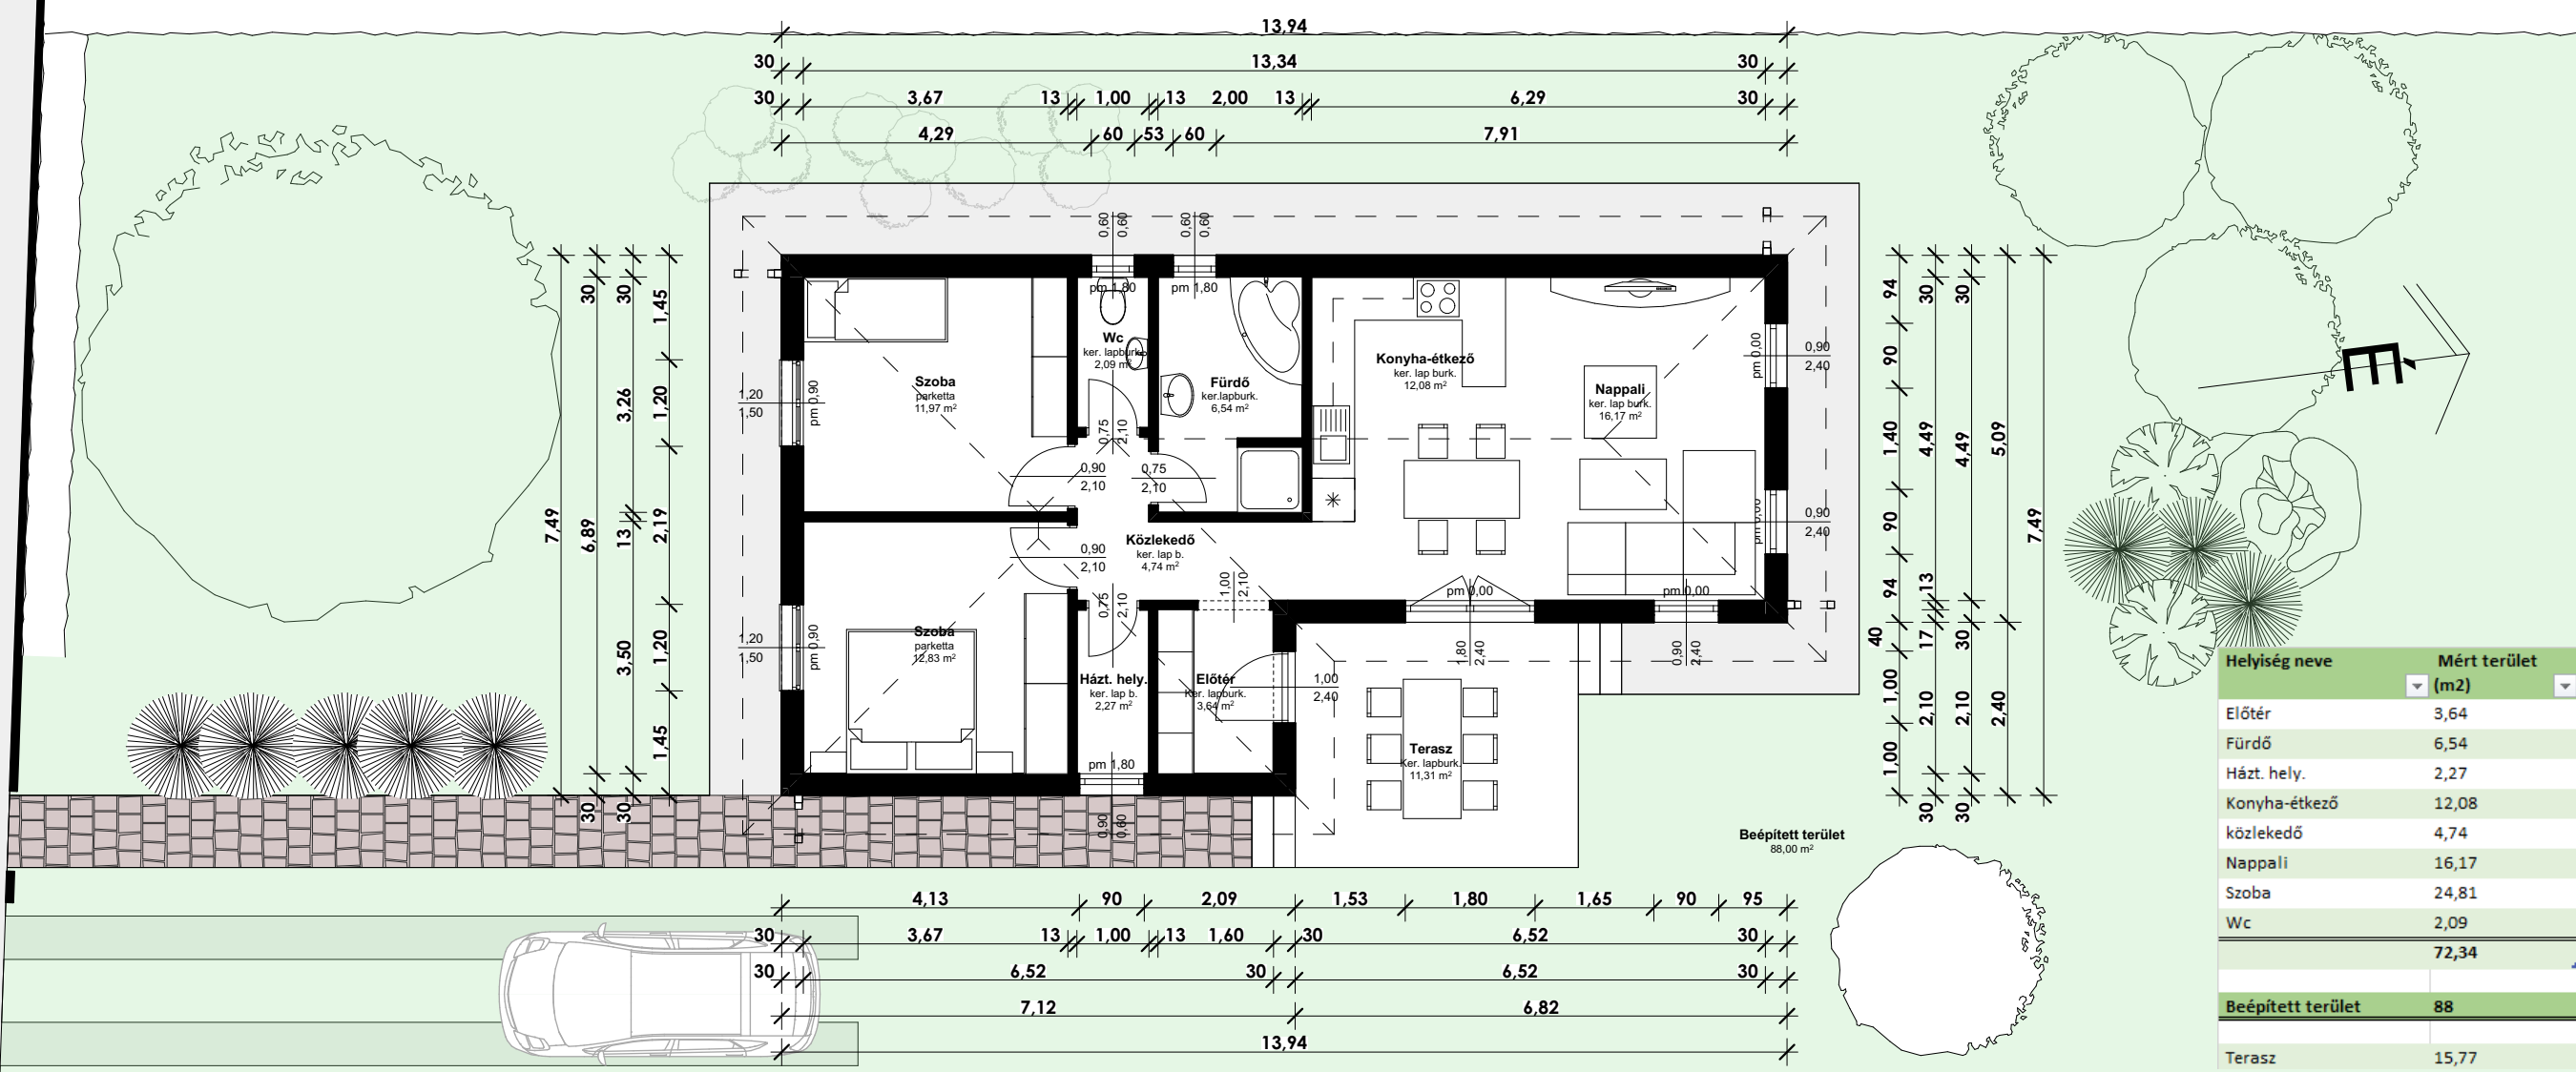 13,94
30 13,34 30
30 3,67 13 1,00 13 2,00 13 6,29 30
4,29 60 53 60 7,91
0,60 0,60
0,60 0,60
pm 1,80
pm 1,80
7,49
6,89
30
30
30
3,26
13
3,50
30
1,45
1,20
2,19
1,20
1,45
1,20
1,50
pm 0,90
1,20
1,50
pm 0,90
Szoba
parketta
11,97 m²
Wc
ker. lapburk.
2,09 m²
Fürdő
ker.lapburk.
6,54 m²
Konyha-étkező
ker. lap burk.
12,08 m²
Nappali
ker. lap burk.
16,17 m²
0,75
2,10
0,90
2,10
0,75
2,10
0,90
2,10
Közlekedő
ker. lap b.
4,74 m²
1,00
2,10
0,75
2,10
Szoba
parketta
12,83 m²
Házt. hely.
ker. lap b.
2,27 m²
Előtér
Ker. lapburk.
3,64 m²
1,00
2,40
pm 1,80
0,90
0,60
pm 0,00
1,80
2,40
pm 0,00
0,90
2,40
pm 0,00
0,90
2,40
pm 0,00
0,90
2,40
Terasz
Ker. lapburk.
11,31 m²
Beépített terület
88,00 m²
94
90
1,40
90
94
40
1,00
1,00
30
4,49
13
17
2,10
30
30
4,49
30
2,10
30
5,09
2,40
7,49
É
4,13 90 2,09 1,53 1,80 1,65 90 95
30 3,67 13 1,00 13 1,60 30 6,52 30
30 6,52 30 6,52 30
7,12 6,82
13,94
Helyiség neve Mért terület
(m2)
Előtér 3,64
Fürdő 6,54
Házt. hely. 2,27
Konyha-étkező 12,08
közlekedő 4,74
Nappali 16,17
Szoba 24,81
Wc 2,09
72,34
Beépített terület 88
Terasz 15,77